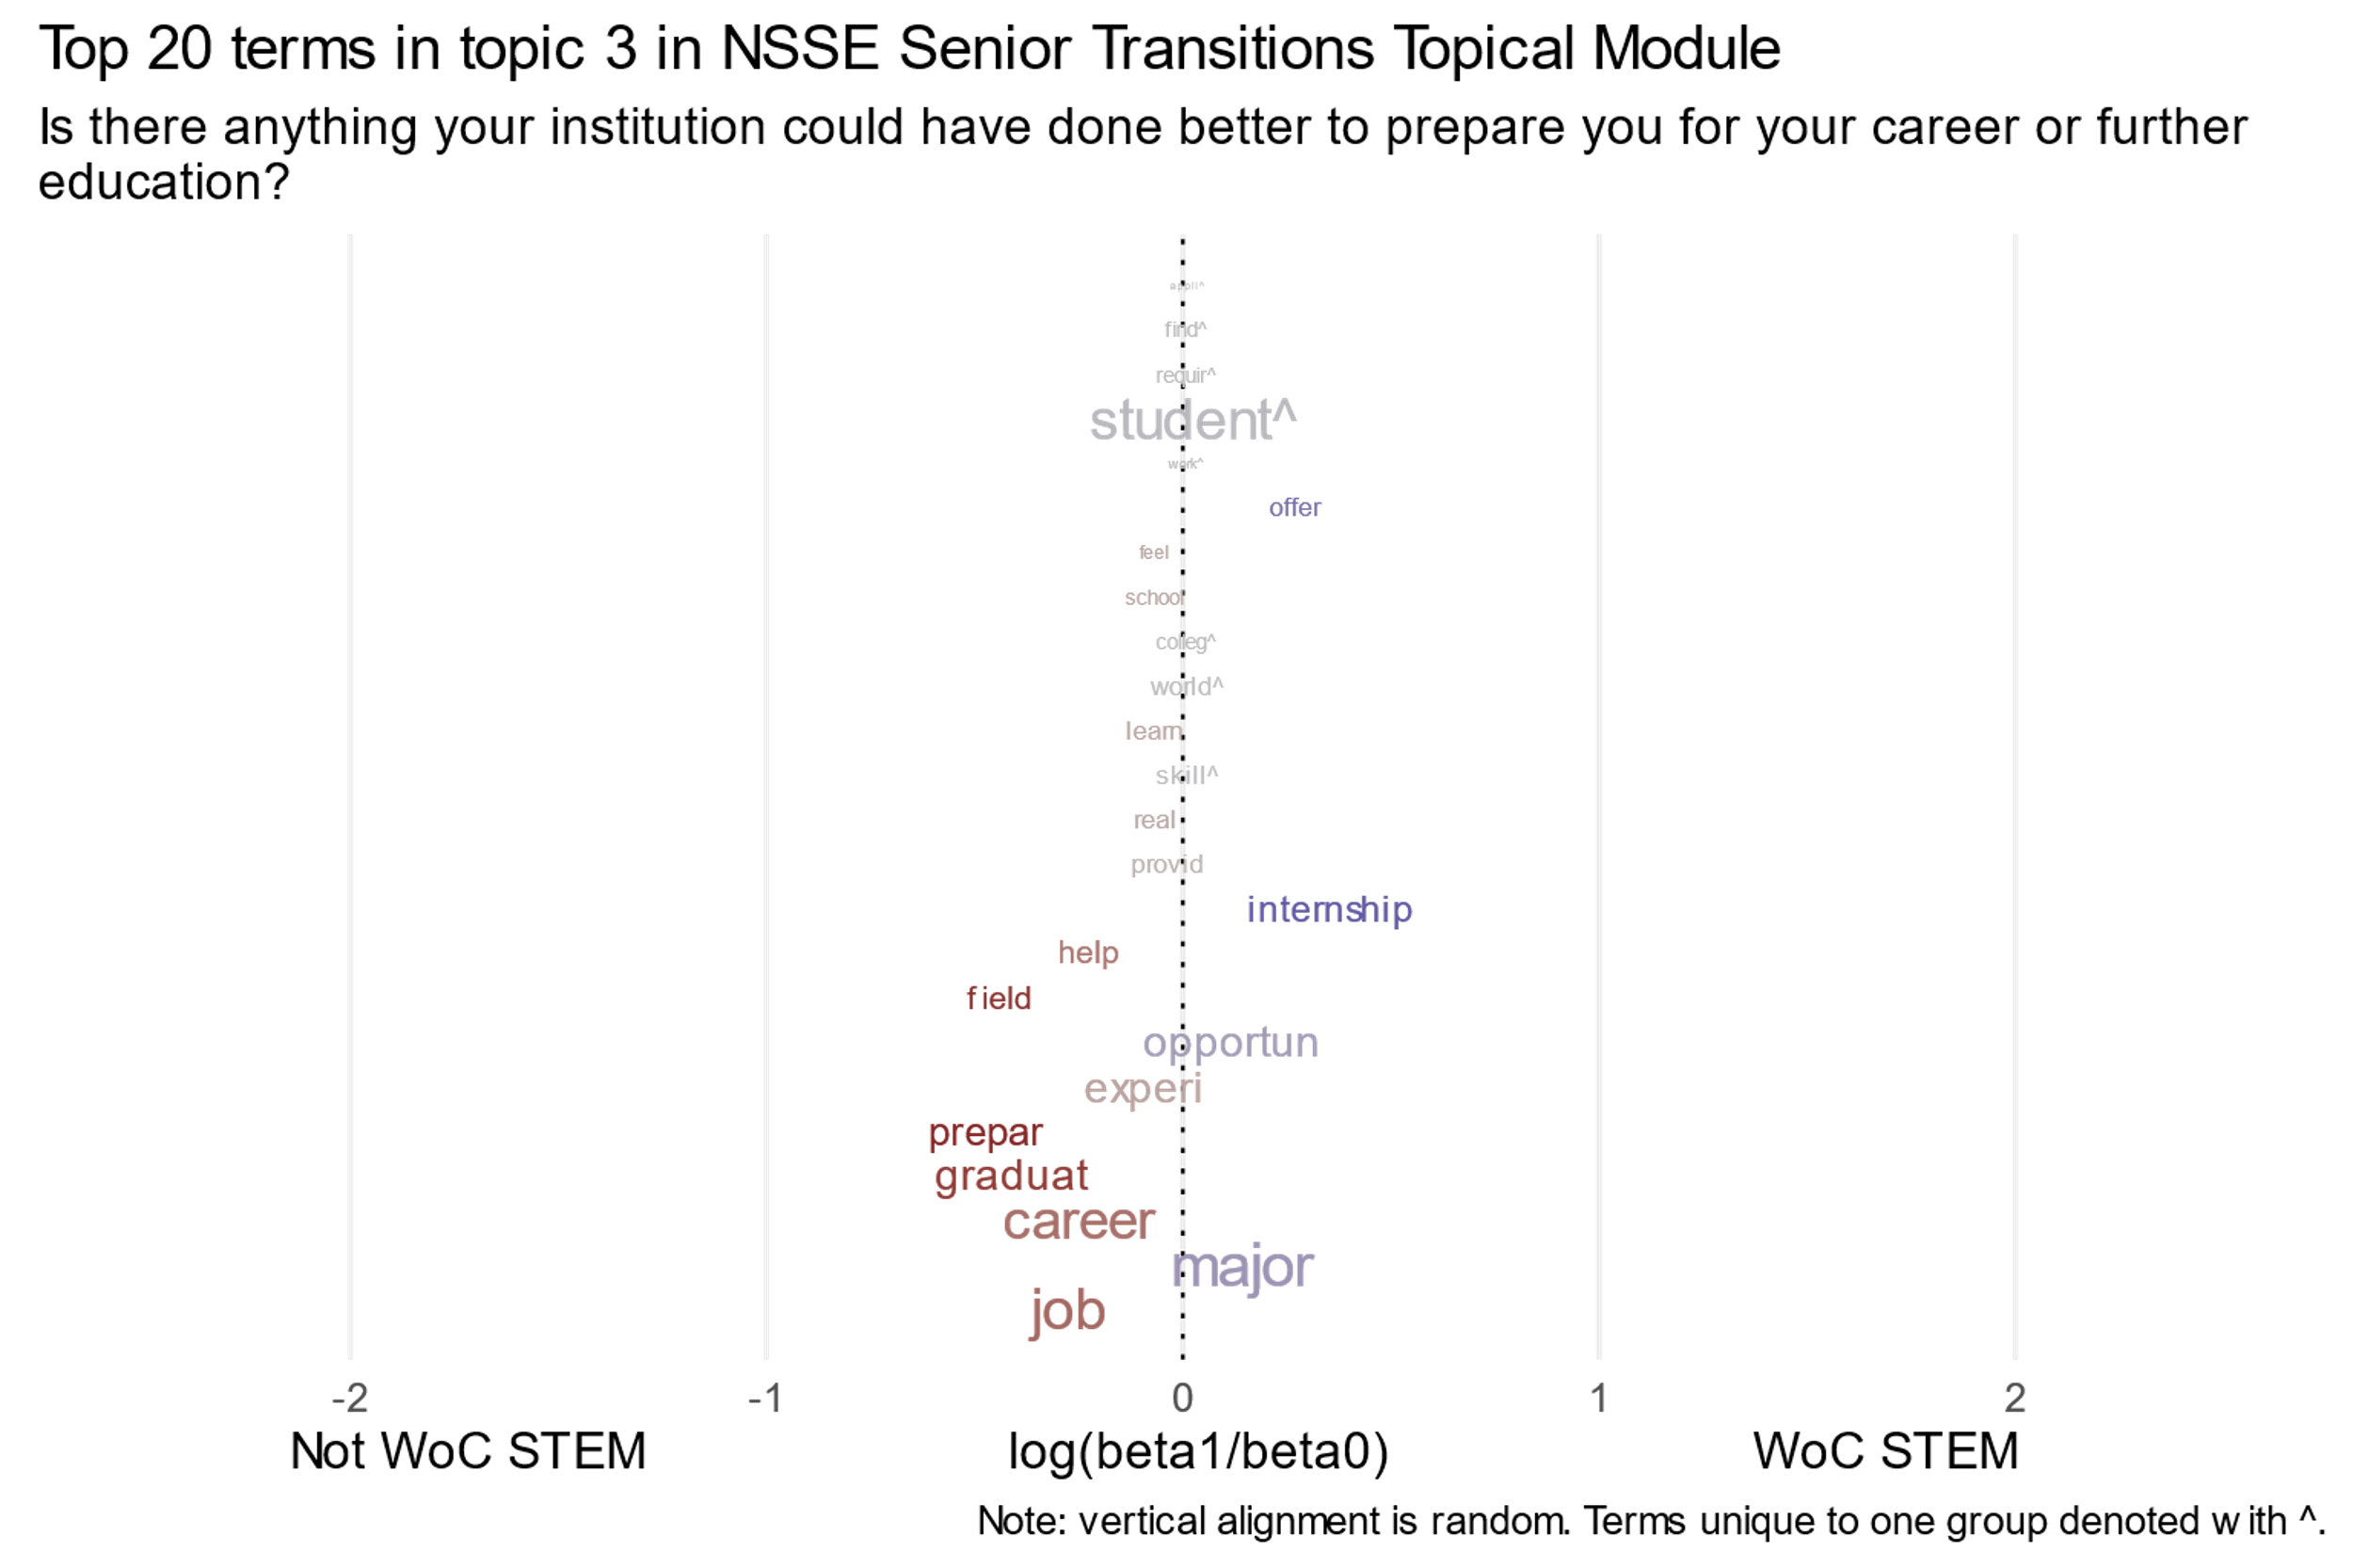 Top 20 terms in topic 3 in NSSE Senior Transitions Topical Module
Is there anything your institution could have done better to prepare you for your career or further
education?
appli^
find^
requir^
student^
work^
offer
feel
school
colleg^
world^
learn
skill^
real
provid
internship
help
field
opportun
experi
prepar
graduat
career
major
job
-2 -1 0 1 2
Not WoC STEM log(beta1/beta0) WoC STEM
Note: vertical alignment is random. Terms unique to one group denoted with ^.